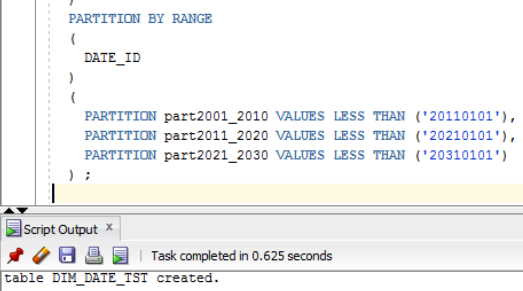 )
PARTITION BY RANGE
(
DATE_ID
)
(
PARTITION part2001_2010 VALUES LESS THAN ('20110101'),
PARTITION part2011_2020 VALUES LESS THAN ('20210101'),
PARTITION part2021_2030 VALUES LESS THAN ('20310101')
) ;
Script Output x
Task completed in 0.625 seconds
table DIM_DATE_TST created.